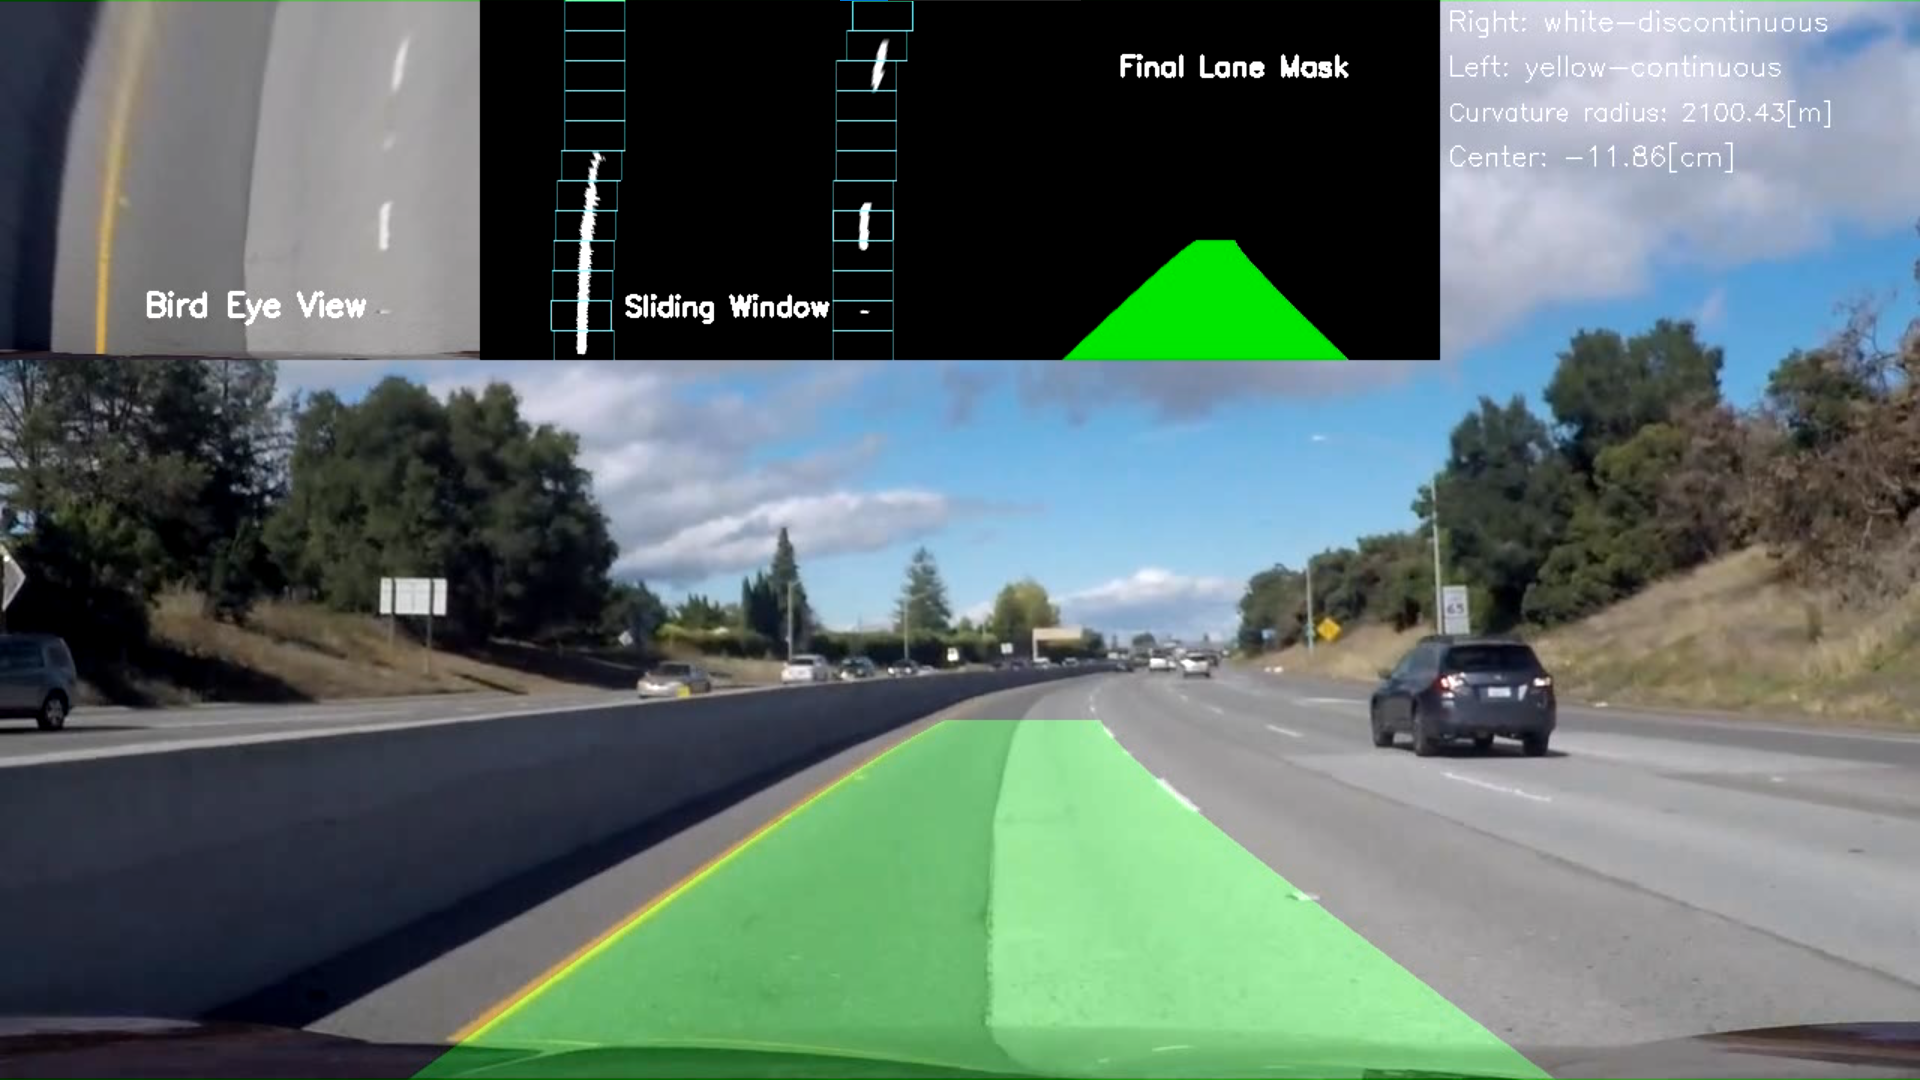 Bird Eye View
Sliding Window
Final Lane Mask
Right: white-discontinuous
Left: yellow-continuous
Curvature radius: 2100.43[m]
Center: -11.86[cm]
65